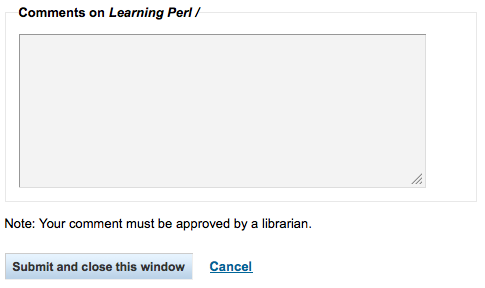 Comments on Learning Perl /
Note: Your comment must be approved by a librarian.
Submit and close this window Cancel